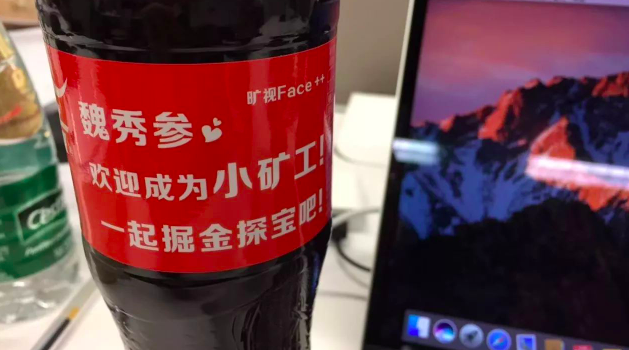 旷视Face++
魏秀参
欢迎成为小矿工!
一起掘金探宝吧!